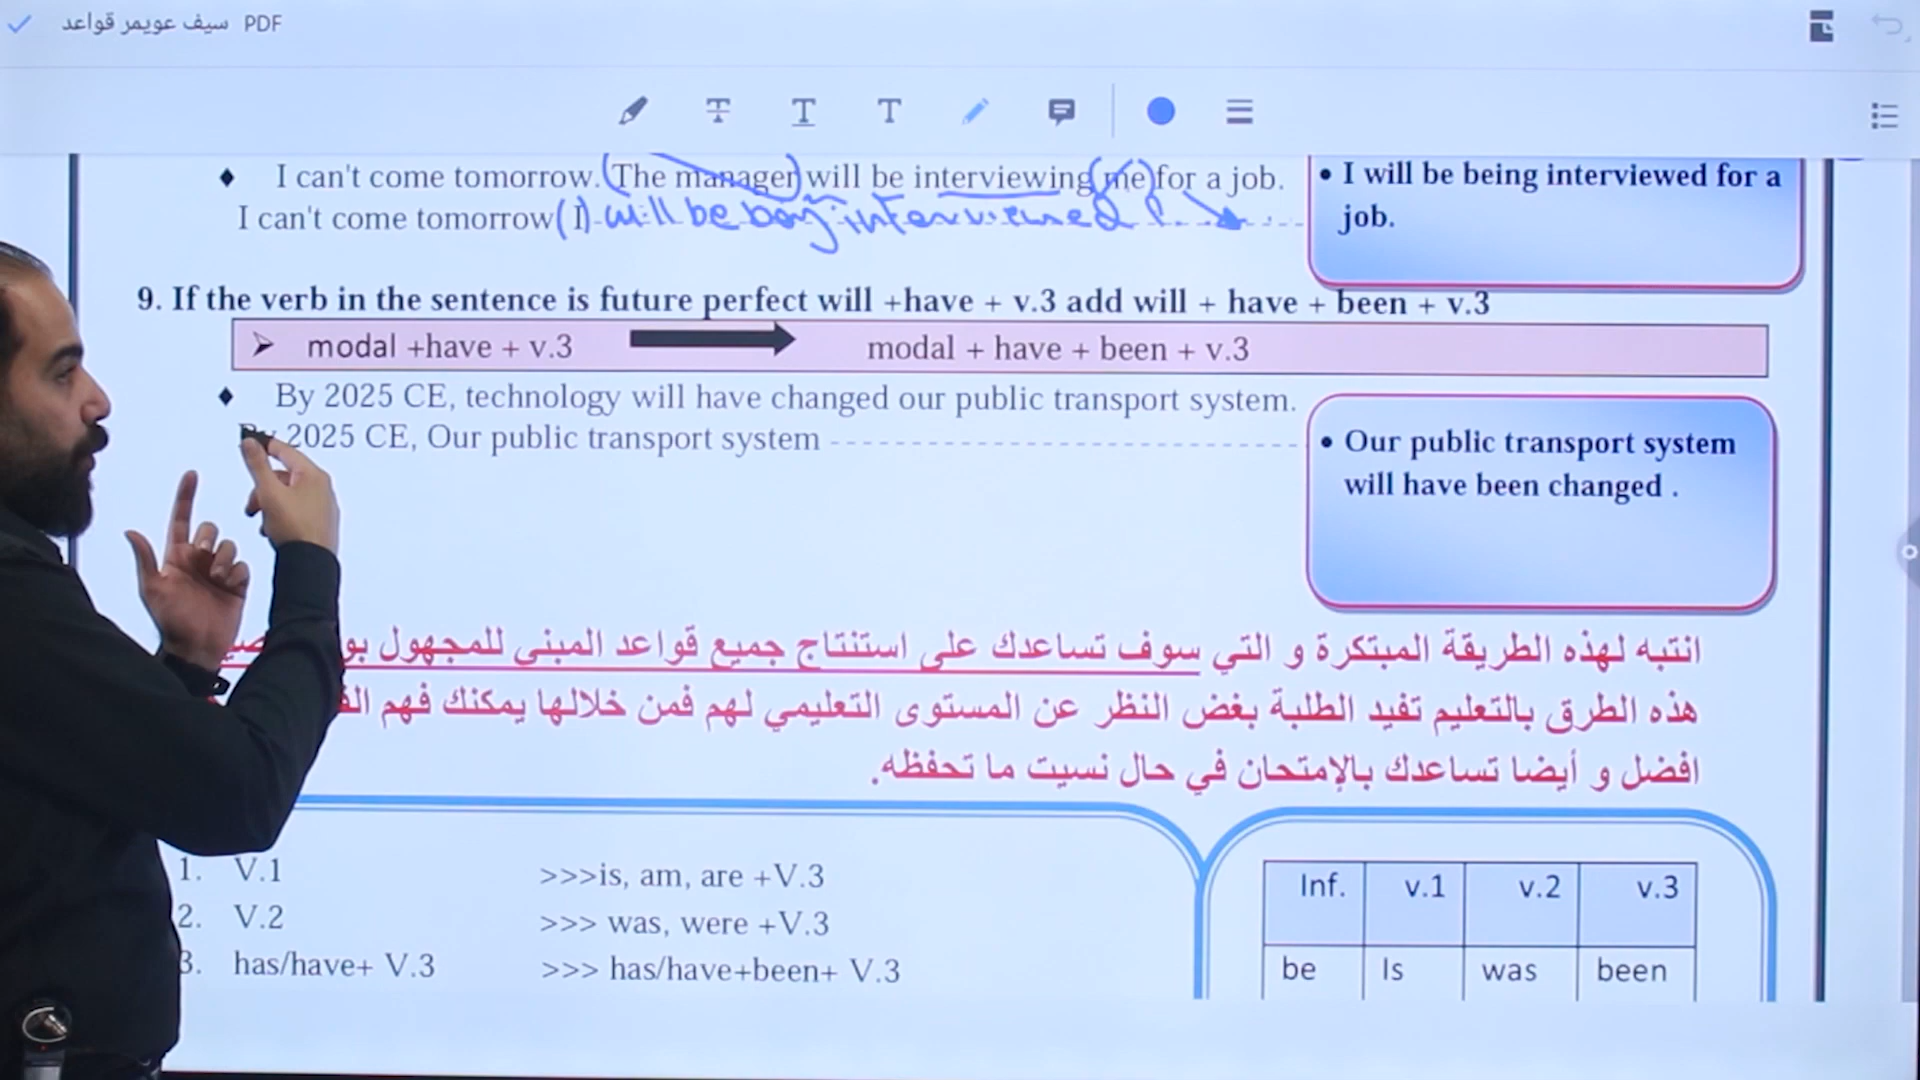 سيف عويمر قواعد PDF
♦ I can't come tomorrow. (The manager) will be interviewing (me) for a job.
I can't come tomorrow (I) will be being interviewed
• I will be being interviewed for a
job.
9. If the verb in the sentence is future perfect will +have + v.3 add will + have + been + v.3
➢ modal +have + v.3 modal + have + been + v.3
♦ By 2025 CE, technology will have changed our public transport system.
By 2025 CE, Our public transport system
• Our public transport system
will have been changed .
انتبه لهذه الطريقة المبتكرة و التي سوف تساعدك على استنتاج جميع قواعد المبني للمجهول
هذه الطرق بالتعليم تفيد الطلبة بغض النظر عن المستوى التعليمي لهم فمن خلالها يمكنك فهم
افضل و أيضا تساعدك بالإمتحان في حال نسيت ما تحفظه.
1. V.1 >>>is, am, are +V.3
2. V.2 >>> was, were +V.3
3. has/have+ V.3 >>> has/have+been+ V.3
Inf. v.1 v.2 v.3
be Is was been